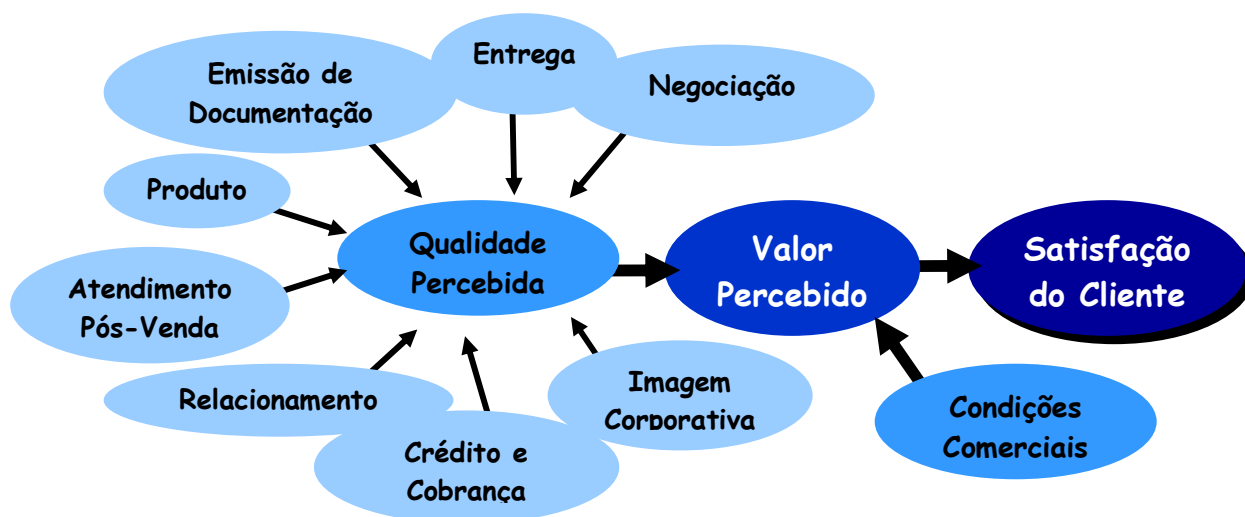 Entrega
Emissão de
Documentação
Negociação
Produto
Qualidade
Percebida
Valor
Percebido
Satisfação
do Cliente
Atendimento
Pós-Venda
Relacionamento
Imagem
Corporativa
Condições
Comerciais
Crédito e
Cobrança